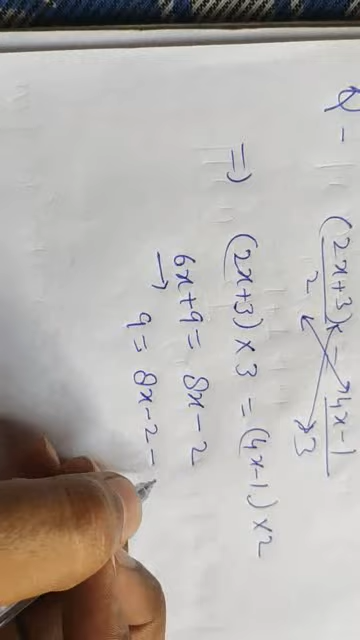 Q - (2x+3)/2 = (4x-1)/3
=) (2x+3) x 3 = (4x-1) x 2
6x+9 = 8x - 2
9 = 8x - 2 -